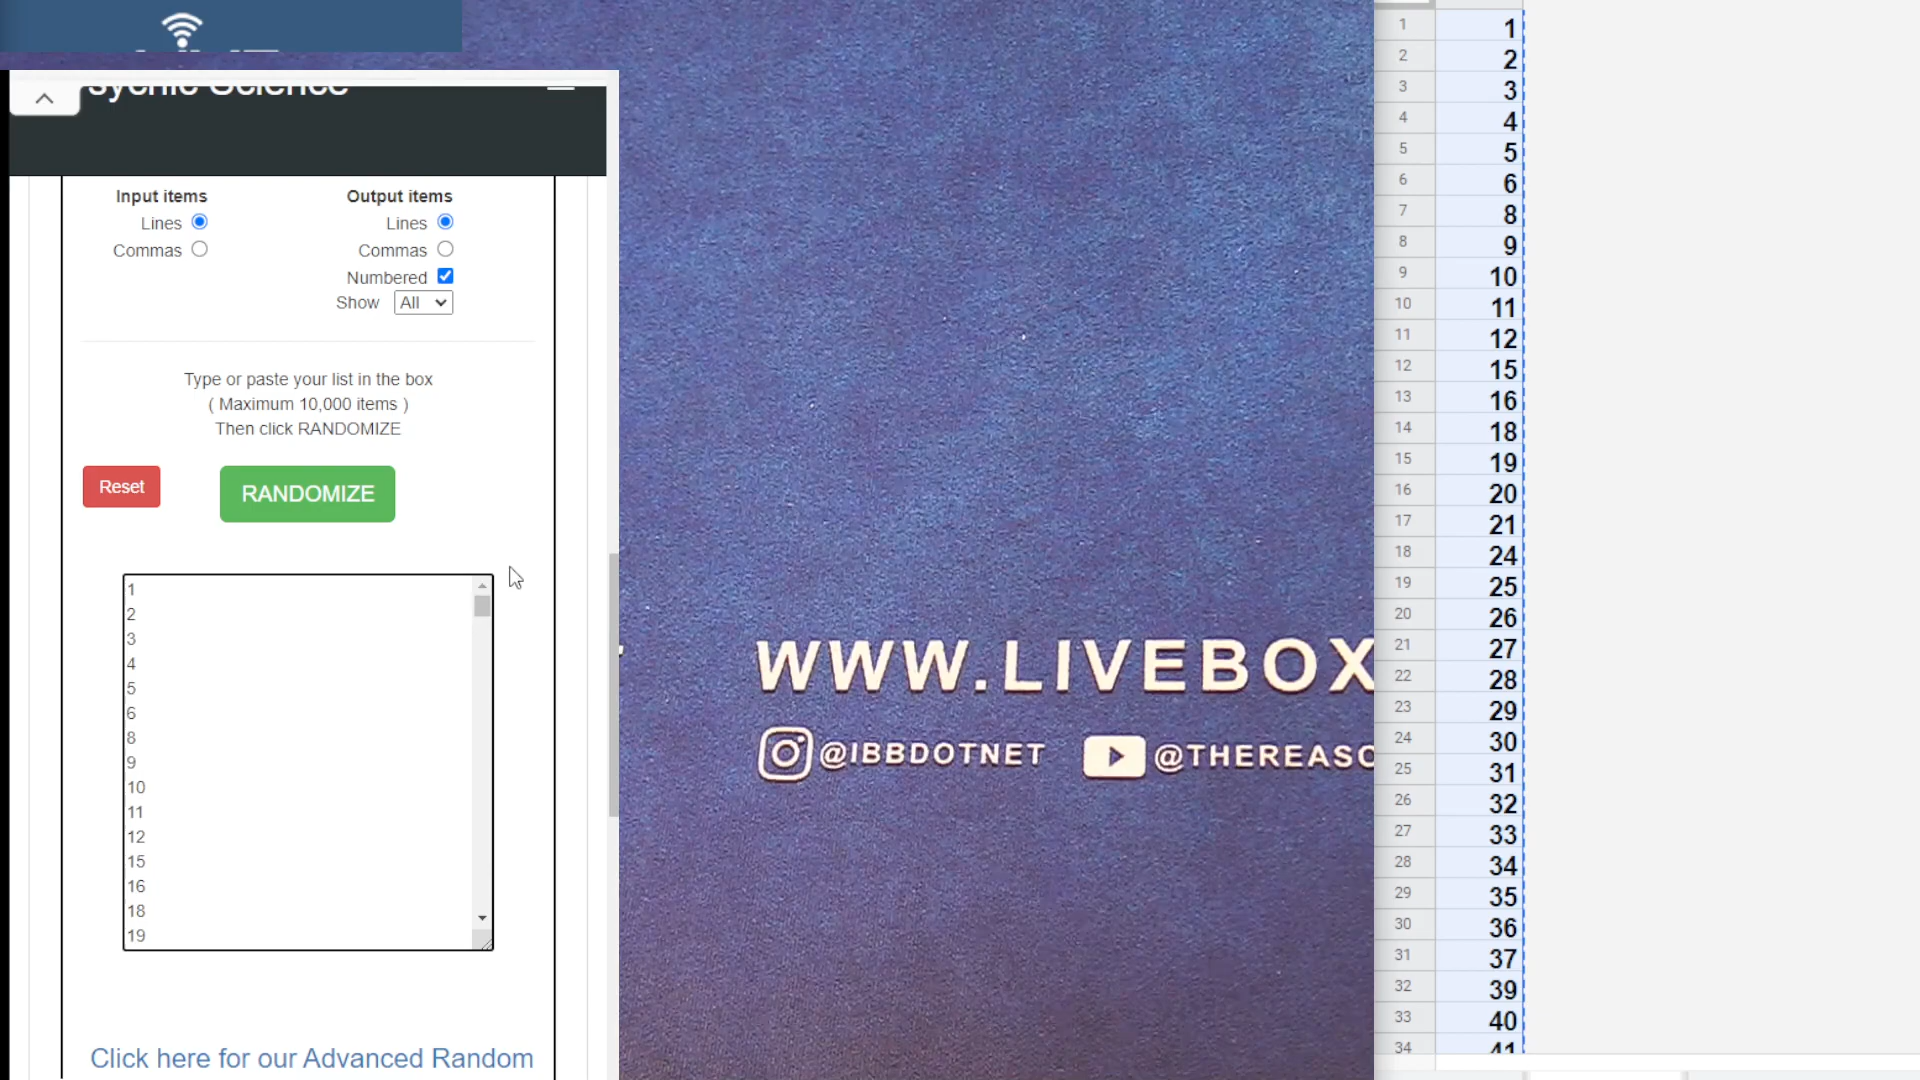 Input items
Output items
Lines
Lines
Commas
Commas
Numbered
Show All
Type or paste your list in the box
( Maximum 10,000 items )
Then click RANDOMIZE
Reset
RANDOMIZE
1
2
3
4
5
6
8
9
10
11
12
15
16
18
19
Click here for our Advanced Random
WWW.LIVEBOX
@IBBDOTNET
@THEREASO
1 1
2 2
3 3
4 4
5 5
6 6
7 8
8 9
9 10
10 11
11 12
12 15
13 16
14 18
15 19
16 20
17 21
18 24
19 25
20 26
21 27
22 28
23 29
24 30
25 31
26 32
27 33
28 34
29 35
30 36
31 37
32 39
33 40
34 41